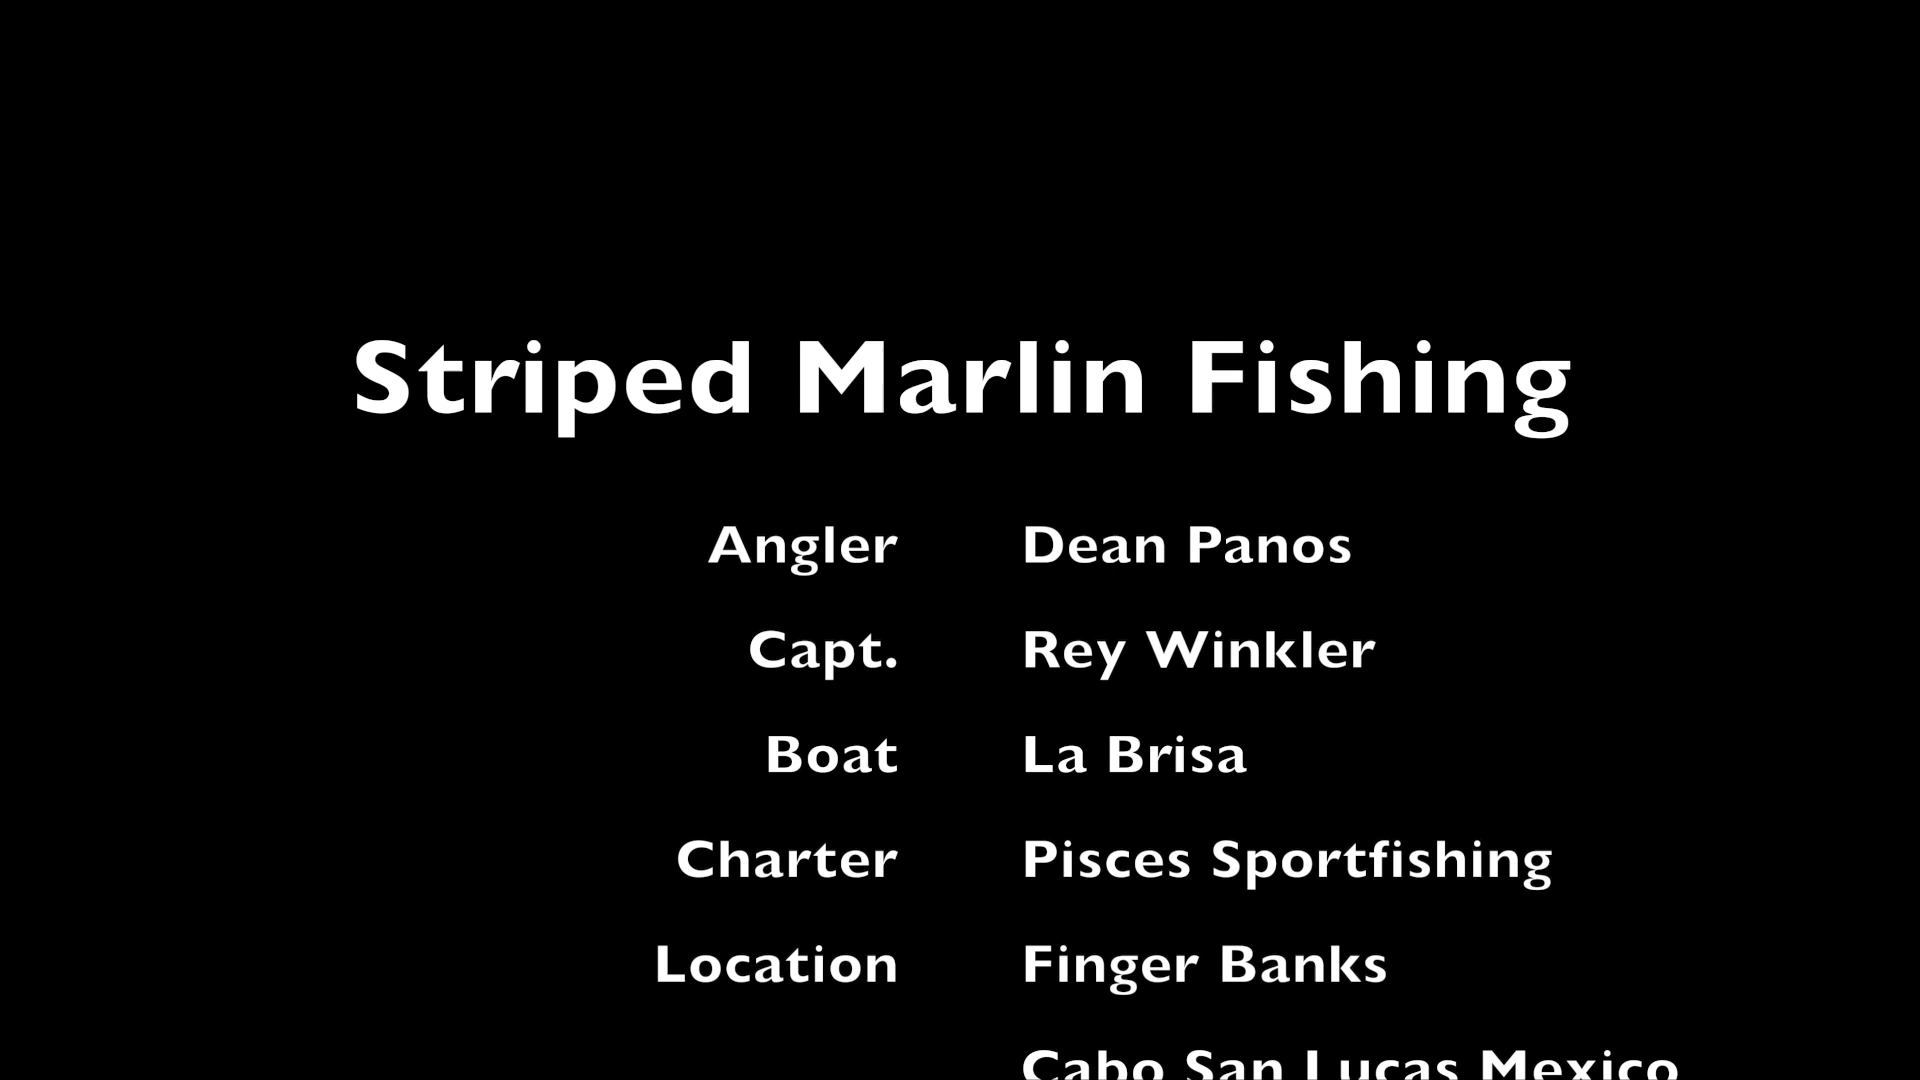 Striped Marlin Fishing
Angler Dean Panos
Capt. Rey Winkler
Boat La Brisa
Charter Pisces Sportfishing
Location Finger Banks
Cabo San Lucas Mexico